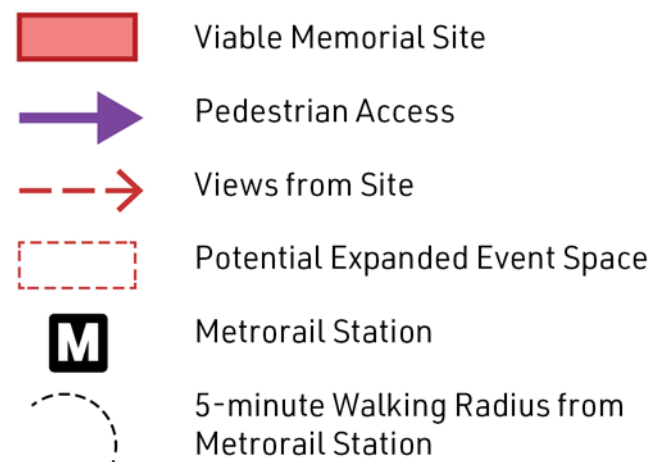 Viable Memorial Site
Pedestrian Access
Views from Site
Potential Expanded Event Space
M Metrorail Station
5-minute Walking Radius from
Metrorail Station